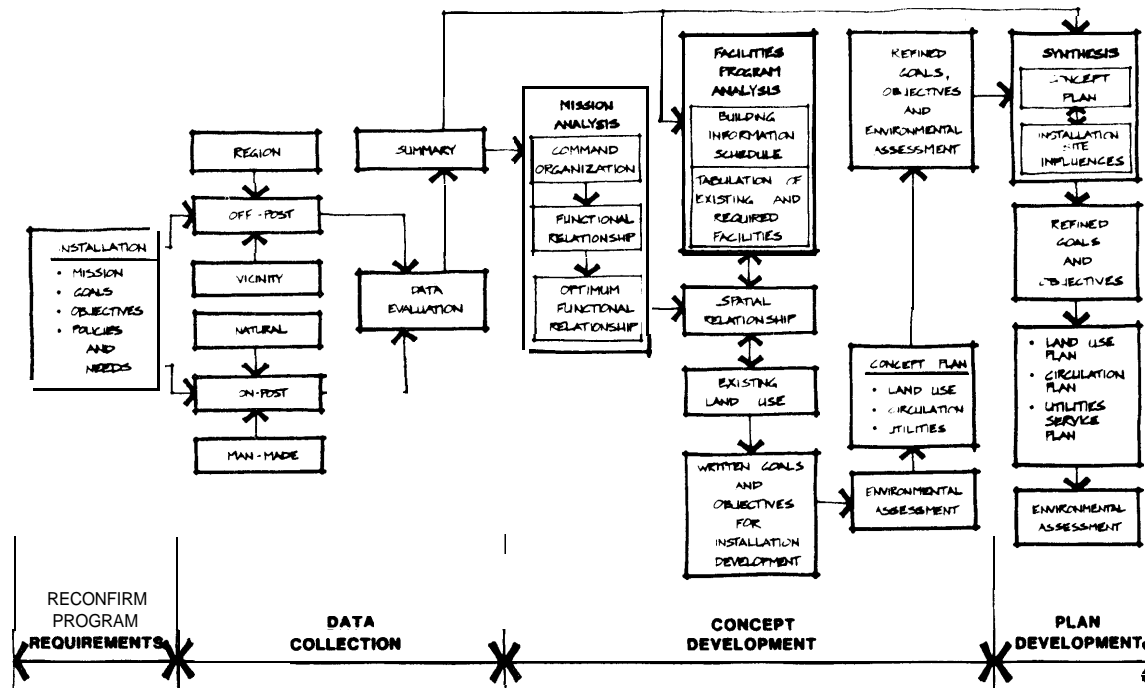 INSTALLATION
• MISSION
• GOALS
• OBJECTIVES
• POLICIES
AND
NEEDS
REGION
OFF-POST
VICINITY
NATURAL
ON-POST
MAN-MADE
SUMMARY
DATA
EVALUATION
MISSION
ANALYSIS
COMMAND
ORGANIZATION
FUNCTIONAL
RELATIONSHIP
OPTIMUM
FUNCTIONAL
RELATIONSHIP
FACILITIES
PROGRAM
ANALYSIS
BUILDING
INFORMATION
SCHEDULE
TABULATION OF
EXISTING AND
REQUIRED
FACILITIES
SPATIAL
RELATIONSHIP
EXISTING
LAND USE
WRITTEN GOALS
AND
OBJECTIVES
FOR
INSTALLATION
DEVELOPMENT
REFINED
GOALS,
OBJECTIVES
AND
ENVIRONMENTAL
ASSESSMENT
CONCEPT PLAN
• LAND USE
• CIRCULATION
• UTILITIES
ENVIRONMENTAL
ASSESSMENT
SYNTHESIS
CONCEPT
PLAN
INSTALLATION
SITE
INFLUENCES
REFINED
GOALS
AND
OBJECTIVES
• LAND USE
PLAN
• CIRCULATION
PLAN
• UTILITIES
SERVICE
PLAN
ENVIRONMENTAL
ASSESSMENT
RECONFIRM
PROGRAM
REQUIREMENTS
DATA
COLLECTION
CONCEPT
DEVELOPMENT
PLAN
DEVELOPMENT